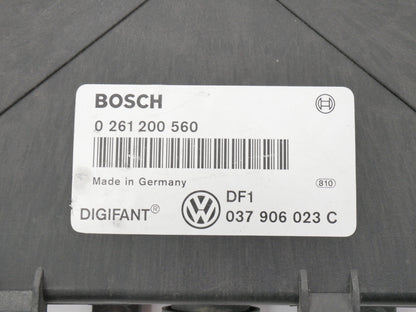 BOSCH
0 261 200 560
Made in Germany 810
DIGIFANT® DF1
037 906 023 C